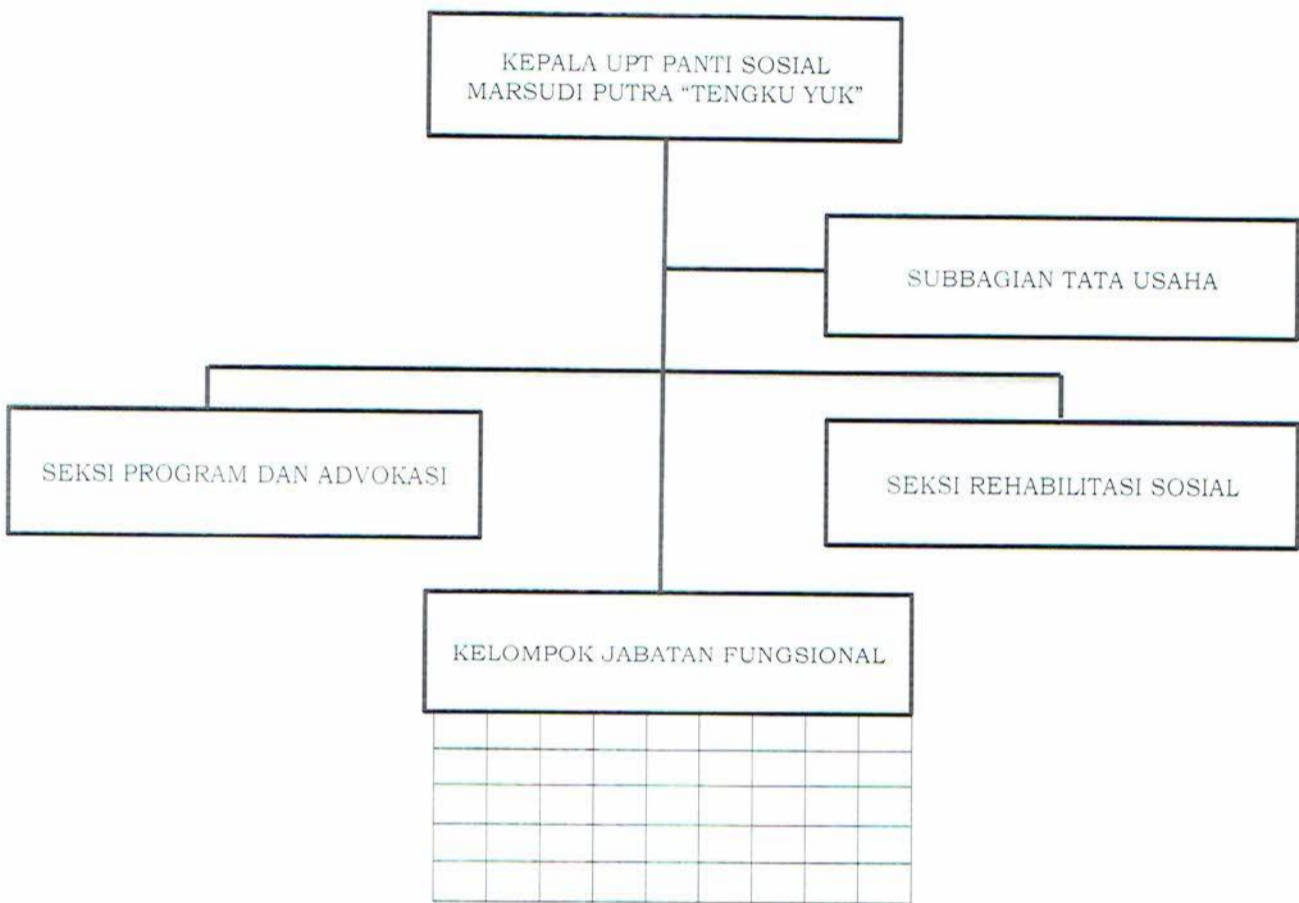 KEPALA UPT PANTI SOSIAL
MARSUDI PUTRA “TENGKU YUK”
SUBBAGIAN TATA USAHA
SEKSI PROGRAM DAN ADVOKASI
SEKSI REHABILITASI SOSIAL
KELOMPOK JABATAN FUNGSIONAL